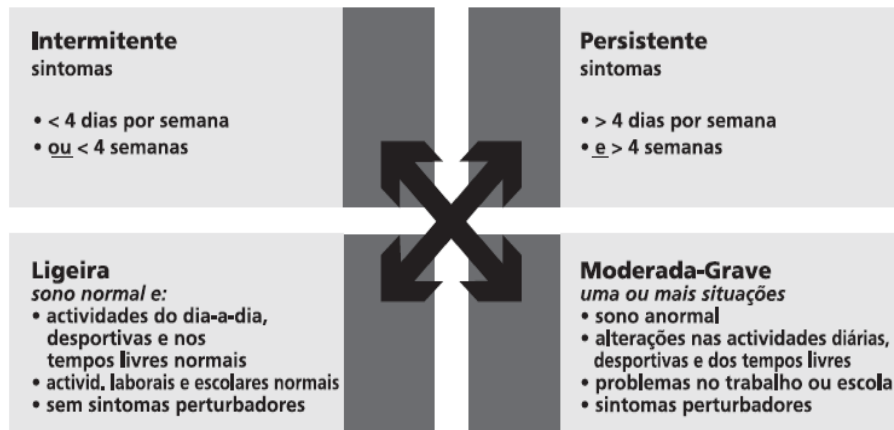 Intermitente
sintomas
• < 4 dias por semana
• ou < 4 semanas
Persistente
sintomas
• > 4 dias por semana
• e > 4 semanas
Ligeira
sono normal e:
• actividades do dia-a-dia,
desportivas e nos
tempos livres normais
• activid. laborais e escolares normais
• sem sintomas perturbadores
Moderada-Grave
uma ou mais situações
• sono anormal
• alterações nas actividades diárias,
desportivas e dos tempos livres
• problemas no trabalho ou escola
• sintomas perturbadores